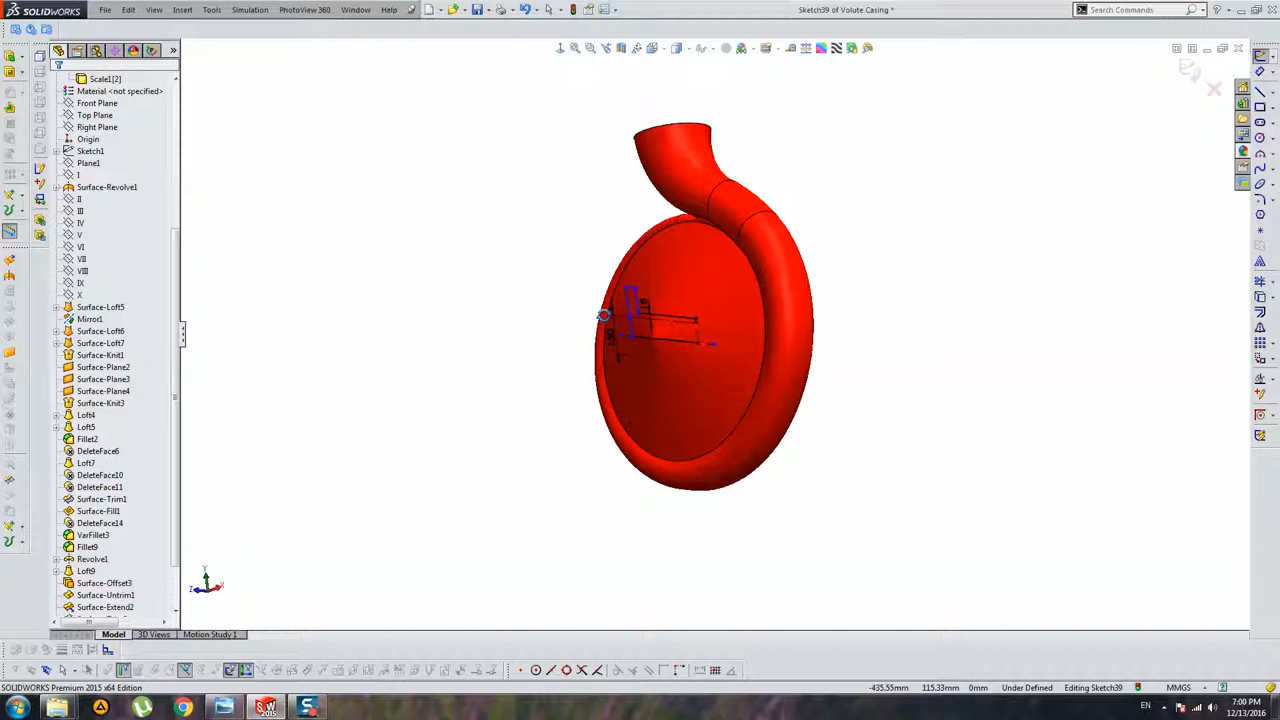 SOLIDWORKS File Edit View Insert Tools Simulation PhotoView 360 Window Help Sketch39 of Volute Casing * Search Commands
Scale1[2]
Material <not specified>
Front Plane
Top Plane
Right Plane
Origin
Sketch1
Plane1
I
Surface-Revolve1
II
III
IV
V
VI
VII
VIII
IX
X
Surface-Loft5
Mirror1
Surface-Loft6
Surface-Loft7
Surface-Knit1
Surface-Plane2
Surface-Plane3
Surface-Plane4
Surface-Knit3
Loft4
Loft5
Fillet2
DeleteFace6
Loft7
DeleteFace10
DeleteFace11
Surface-Trim1
Surface-Fill1
DeleteFace14
VarFillet3
Fillet9
Revolve1
Loft9
Surface-Offset3
Surface-Untrim1
Surface-Extend2
Y
Z X
Model 3D Views Motion Study 1
SOLIDWORKS Premium 2015 x64 Edition -435.55mm 115.33mm 0mm Under Defined Editing Sketch39 MMGS
EN 7:00 PM
12/13/2016